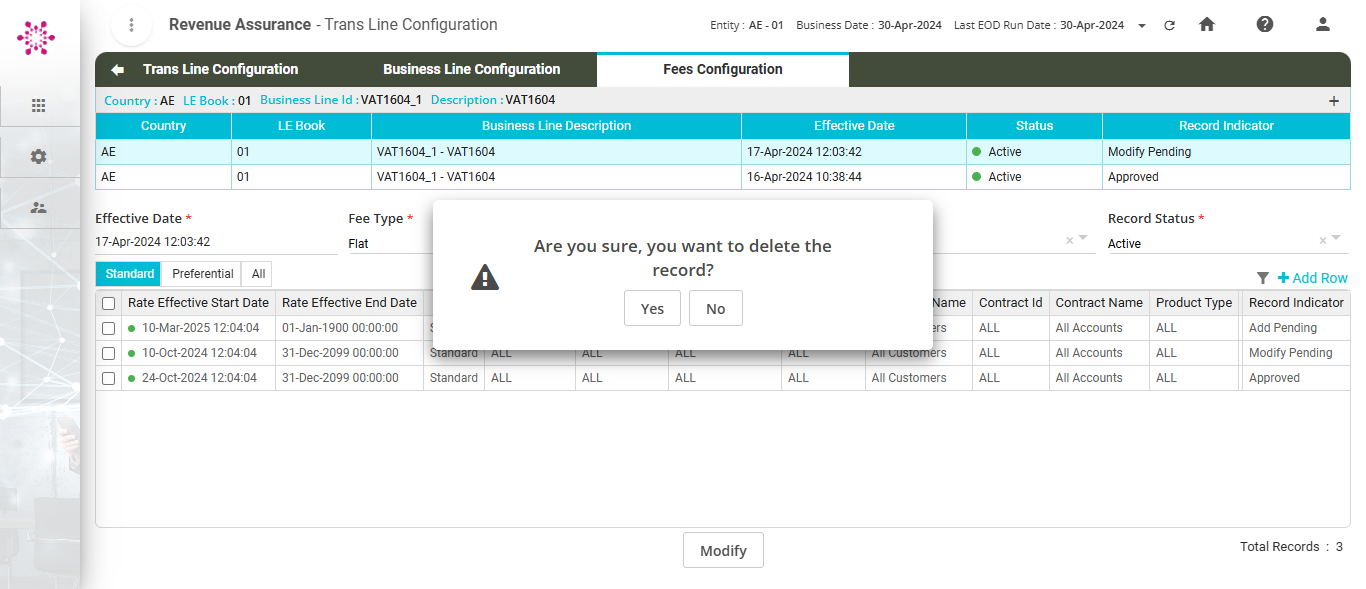 Revenue Assurance - Trans Line Configuration
Entity : AE - 01 Business Date : 30-Apr-2024 Last EOD Run Date : 30-Apr-2024
Trans Line Configuration Business Line Configuration Fees Configuration
Country : AE LE Book : 01 Business Line Id : VAT1604_1 Description : VAT1604
Country LE Book Business Line Description Effective Date Status Record Indicator
AE 01 VAT1604_1 - VAT1604 17-Apr-2024 12:03:42 Active Modify Pending
AE 01 VAT1604_1 - VAT1604 16-Apr-2024 10:38:44 Active Approved
Effective Date * Fee Type * Record Status *
17-Apr-2024 12:03:42 Flat Active
Are you sure, you want to delete the
record?
Yes No
Standard Preferential All
Add Row
Rate Effective Start Date Rate Effective End Date Name Contract Id Contract Name Product Type Record Indicator
10-Mar-2025 12:04:04 01-Jan-1900 00:00:00 ALL All Accounts ALL Add Pending
10-Oct-2024 12:04:04 31-Dec-2099 00:00:00 Standard ALL ALL ALL ALL All Customers ALL All Accounts ALL Modify Pending
24-Oct-2024 12:04:04 31-Dec-2099 00:00:00 Standard ALL ALL ALL ALL All Customers ALL All Accounts ALL Approved
Modify
Total Records : 3